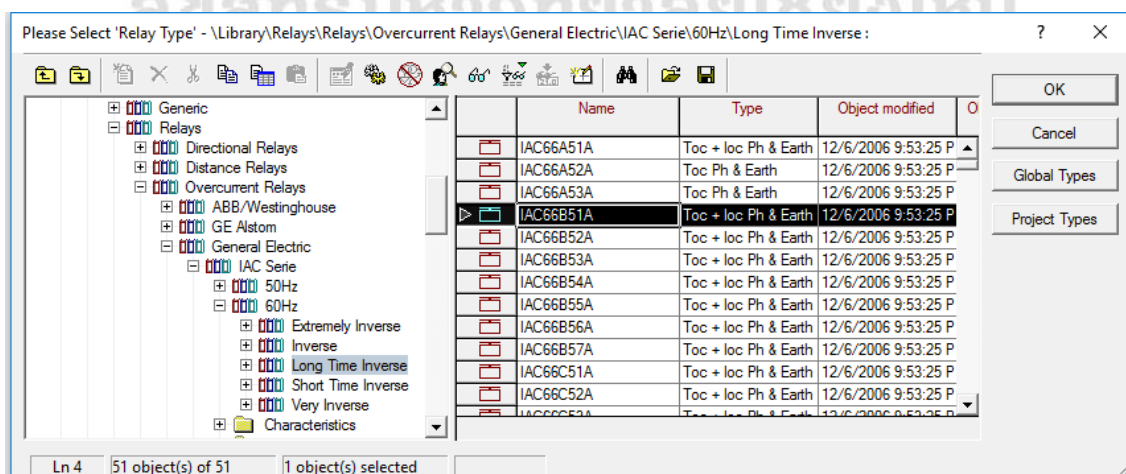 Please Select 'Relay Type' - \Library\Relays\Relays\Overcurrent Relays\General Electric\IAC Serie\60Hz\Long Time Inverse :
? ×
OK
Cancel
Global Types
Project Types
Generic
Relays
Directional Relays
Distance Relays
Overcurrent Relays
ABB/Westinghouse
GE Alstom
General Electric
IAC Serie
50Hz
60Hz
Extremely Inverse
Inverse
Long Time Inverse
Short Time Inverse
Very Inverse
Characteristics
Name Type Object modified O
IAC66A51A Toc + Ioc Ph & Earth 12/6/2006 9:53:25 P
IAC66A52A Toc Ph & Earth 12/6/2006 9:53:25 P
IAC66A53A Toc Ph & Earth 12/6/2006 9:53:25 P
IAC66B51A Toc + Ioc Ph & Earth 12/6/2006 9:53:25 P
IAC66B52A Toc + Ioc Ph & Earth 12/6/2006 9:53:25 P
IAC66B53A Toc + Ioc Ph & Earth 12/6/2006 9:53:25 P
IAC66B54A Toc + Ioc Ph & Earth 12/6/2006 9:53:25 P
IAC66B55A Toc + Ioc Ph & Earth 12/6/2006 9:53:25 P
IAC66B56A Toc + Ioc Ph & Earth 12/6/2006 9:53:25 P
IAC66B57A Toc + Ioc Ph & Earth 12/6/2006 9:53:25 P
IAC66C51A Toc + Ioc Ph & Earth 12/6/2006 9:53:25 P
IAC66C52A Toc + Ioc Ph & Earth 12/6/2006 9:53:25 P
Ln 4 51 object(s) of 51 1 object(s) selected